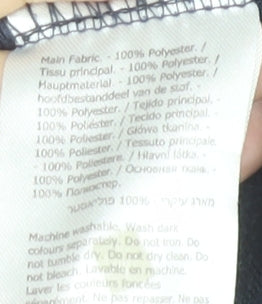 Main Fabric. - 100% Polyester. /
Tissu principal. - 100% Polyester. /
Hauptmaterial. - 100% Polyester. /
hoofdbestanddeel van de stof. -
100% Polyester. / Tejido principal. -
100% Poliéster. / Tecido principal.
100% Poliester. / Główna tkanina. -
100% Poliester. / Tessuto principale.
- 100% Poliestere. / Hlavní látka. -
100% Polyester. / Основная ткань. -
100% Полиэстер.
מארג עיקרי. - 100% פוליאסטר
Machine washable. Wash dark
colours separately. Do not iron. Do
not tumble dry. Do not dry clean. Do
not bleach. Lavable en machine.
Laver les couleurs foncées
séparément. Ne pas repasser. Ne pas